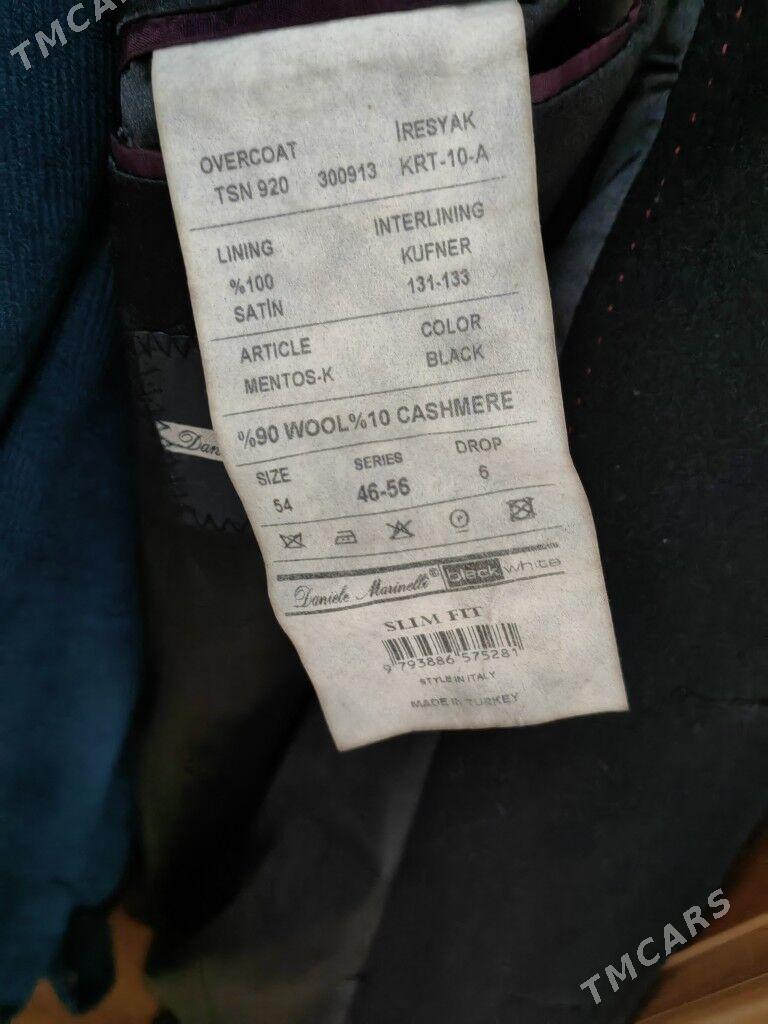 TMCARS
OVERCOAT İRESYAK
TSN 920 300913 KRT-10-A
LINING INTERLINING
%100 KUFNER
SATİN 131-133
ARTICLE COLOR
MENTOS-K BLACK
%90 WOOL%10 CASHMERE
SIZE SERIES DROP
54 46-56 6
Dan
Daniele Marinelli® black white
SLIM FIT
9 793886 575281
STYLE IN ITALY
MADE IN TURKEY
TMCARS